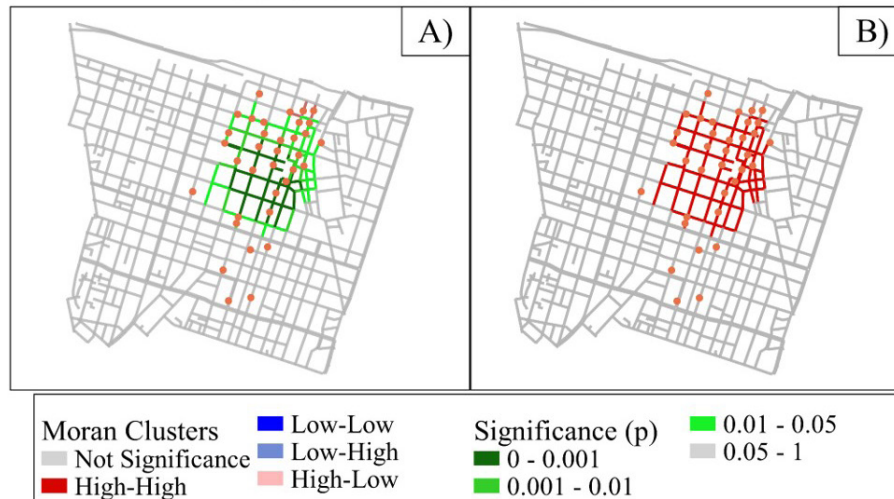 A)
B)
Moran Clusters
Not Significance
High-High
Low-Low
Low-High
High-Low
Significance (p)
0 - 0.001
0.001 - 0.01
0.01 - 0.05
0.05 - 1